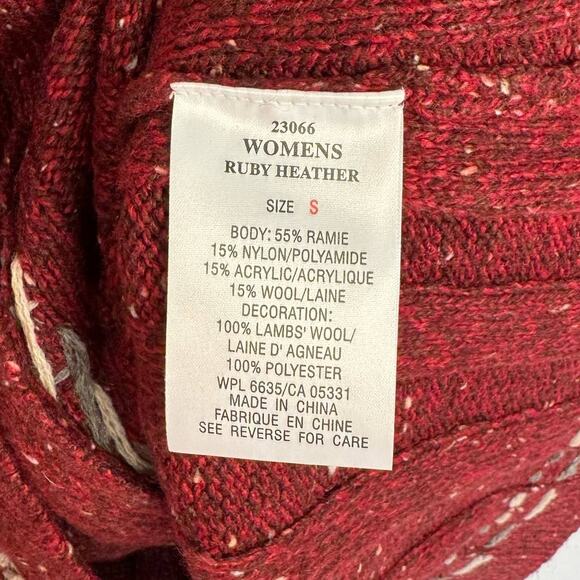 23066
WOMENS
RUBY HEATHER
SIZE S
BODY: 55% RAMIE
15% NYLON/POLYAMIDE
15% ACRYLIC/ACRYLIQUE
15% WOOL/LAINE
DECORATION:
100% LAMBS' WOOL/
LAINE D' AGNEAU
100% POLYESTER
WPL 6635/CA 05331
MADE IN CHINA
FABRIQUE EN CHINE
SEE REVERSE FOR CARE